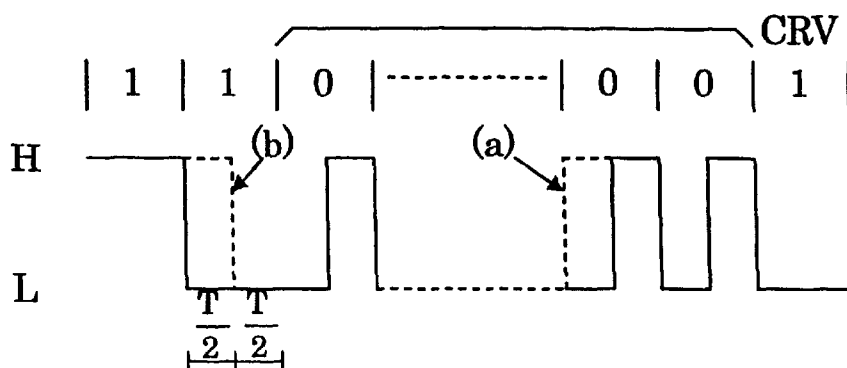 CRV
| 1 | 1 | 0 | | 0 | 0 | 1 |
(b) (a)
H
L
T/2 T/2